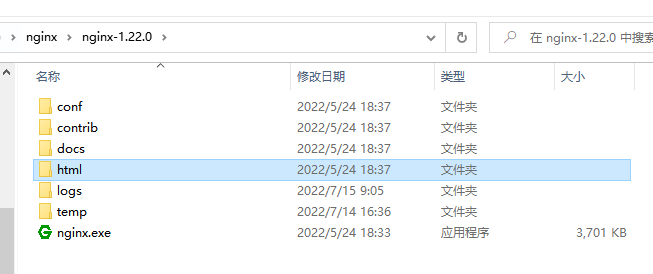 nginx › nginx-1.22.0 ›
在 nginx-1.22.0 中搜索
名称 修改日期 类型 大小
conf 2022/5/24 18:37 文件夹
contrib 2022/5/24 18:37 文件夹
docs 2022/5/24 18:37 文件夹
html 2022/5/24 18:37 文件夹
logs 2022/7/15 9:05 文件夹
temp 2022/7/14 16:36 文件夹
nginx.exe 2022/5/24 18:33 应用程序 3,701 KB